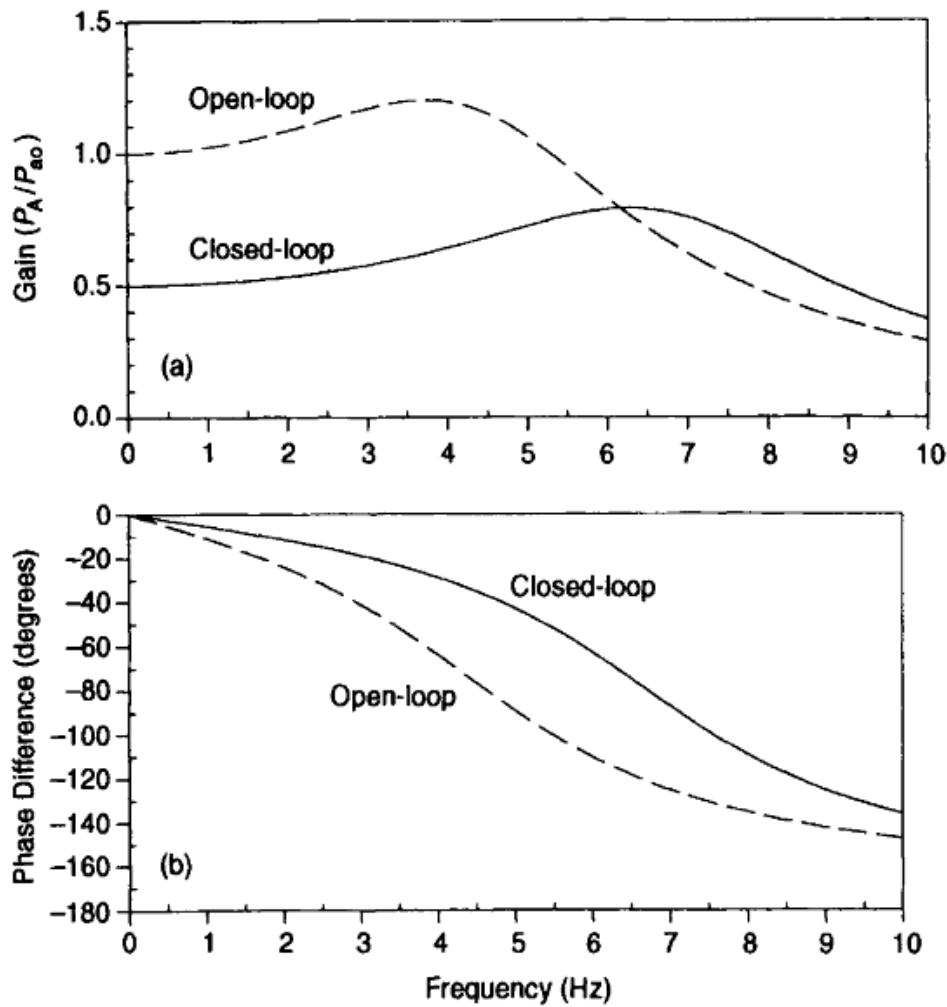 1.5
Open-loop
1.0
Gain (P_A/P_ao)
Closed-loop
0.5
(a)
0.0
0 1 2 3 4 5 6 7 8 9 10
0
−20
−40
Closed-loop
−60
Phase Difference (degrees)
−80
Open-loop
−100
−120
−140
−160
(b)
−180
0 1 2 3 4 5 6 7 8 9 10
Frequency (Hz)